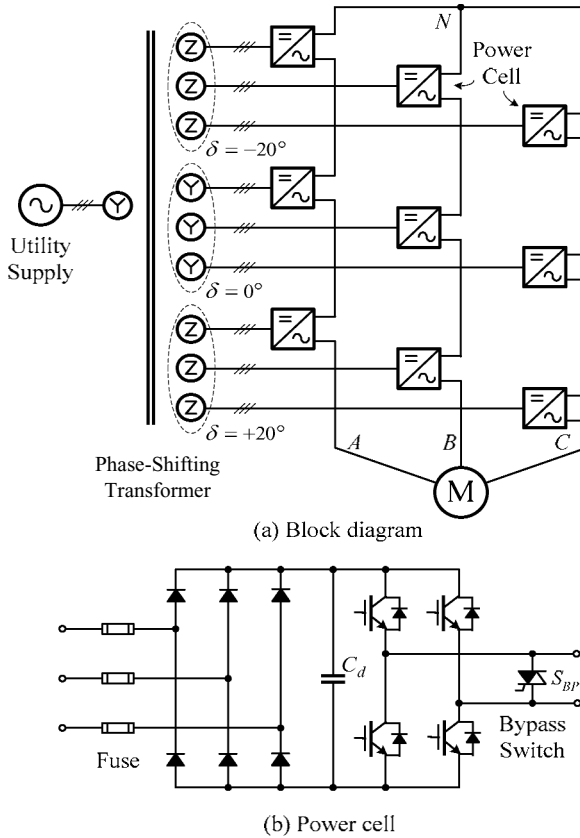 N
Power
Cell
Z
Z
Z
δ = −20°
Y
Y
Y
Y
Utility
Supply
δ = 0°
Z
Z
Z
δ = +20°
A
B
C
Phase-Shifting
Transformer
M
(a) Block diagram
C_d
S_BP
Fuse
Bypass
Switch
(b) Power cell